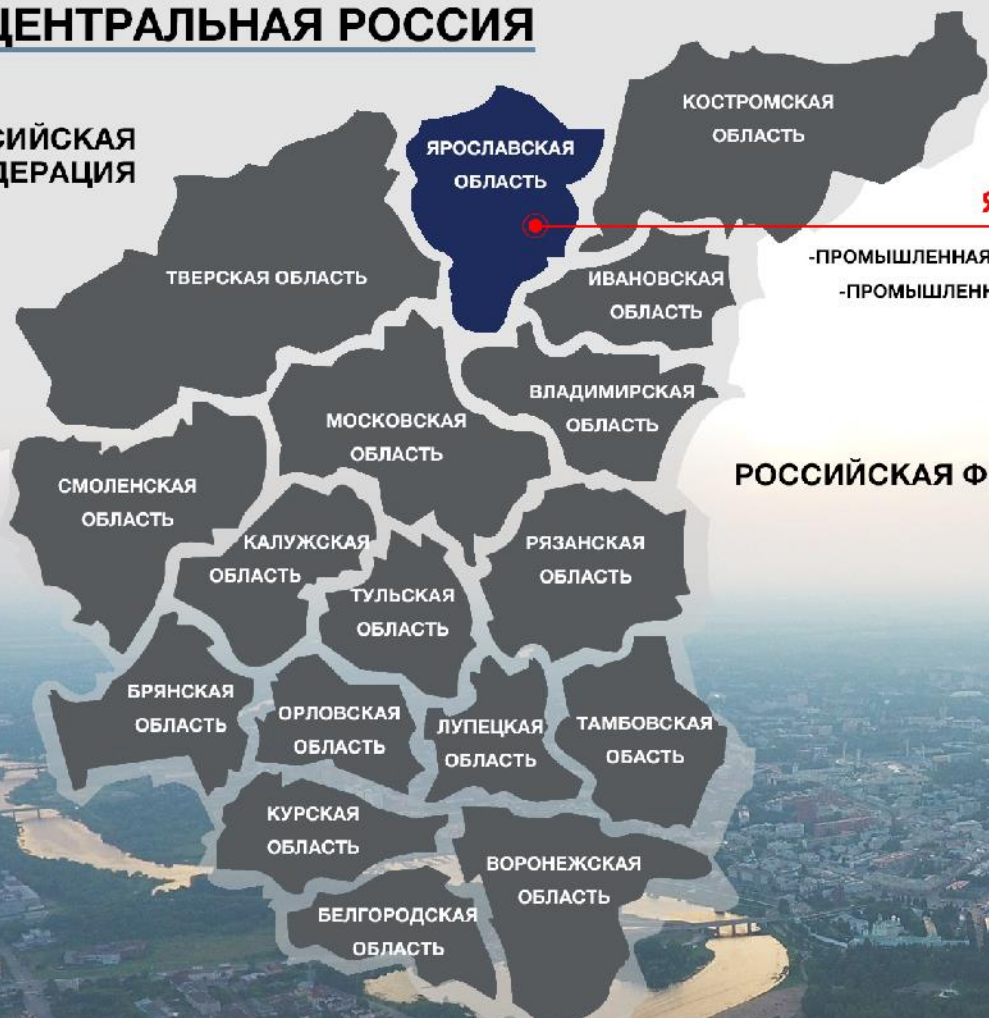 ЦЕНТРАЛЬНАЯ РОССИЯ
КОСТРОМСКАЯ
ОБЛАСТЬ
СИЙСКАЯ
ДЕРАЦИЯ
ЯРОСЛАВСКАЯ
ОБЛАСТЬ
Я
-ПРОМЫШЛЕННАЯ
-ПРОМЫШЛЕНН
ТВЕРСКАЯ ОБЛАСТЬ
ИВАНОВСКАЯ
ОБЛАСТЬ
ВЛАДИМИРСКАЯ
ОБЛАСТЬ
МОСКОВСКАЯ
ОБЛАСТЬ
РОССИЙСКАЯ Ф
СМОЛЕНСКАЯ
ОБЛАСТЬ
КАЛУЖСКАЯ
ОБЛАСТЬ
РЯЗАНСКАЯ
ОБЛАСТЬ
ТУЛЬСКАЯ
ОБЛАСТЬ
БРЯНСКАЯ
ОБЛАСТЬ
ОРЛОВСКАЯ
ОБЛАСТЬ
ЛУПЕЦКАЯ
ОБЛАСТЬ
ТАМБОВСКАЯ
ОБАСТЬ
КУРСКАЯ
ОБЛАСТЬ
ВОРОНЕЖСКАЯ
ОБЛАСТЬ
БЕЛГОРОДСКАЯ
ОБЛАСТЬ